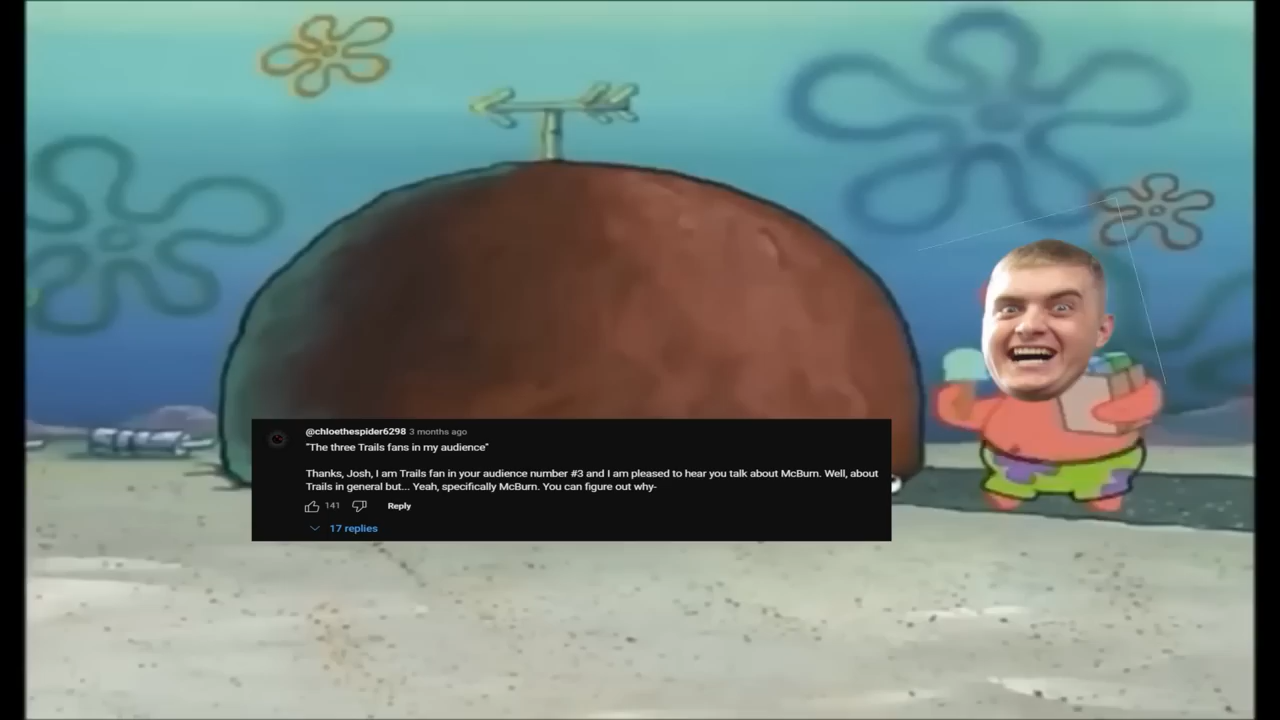 @chloethespider6298 3 months ago
"The three Trails fans in my audience"
Thanks, Josh, I am Trails fan in your audience number #3 and I am pleased to hear you talk about McBurn. Well, about
Trails in general but... Yeah, specifically McBurn. You can figure out why-
141 Reply
17 replies